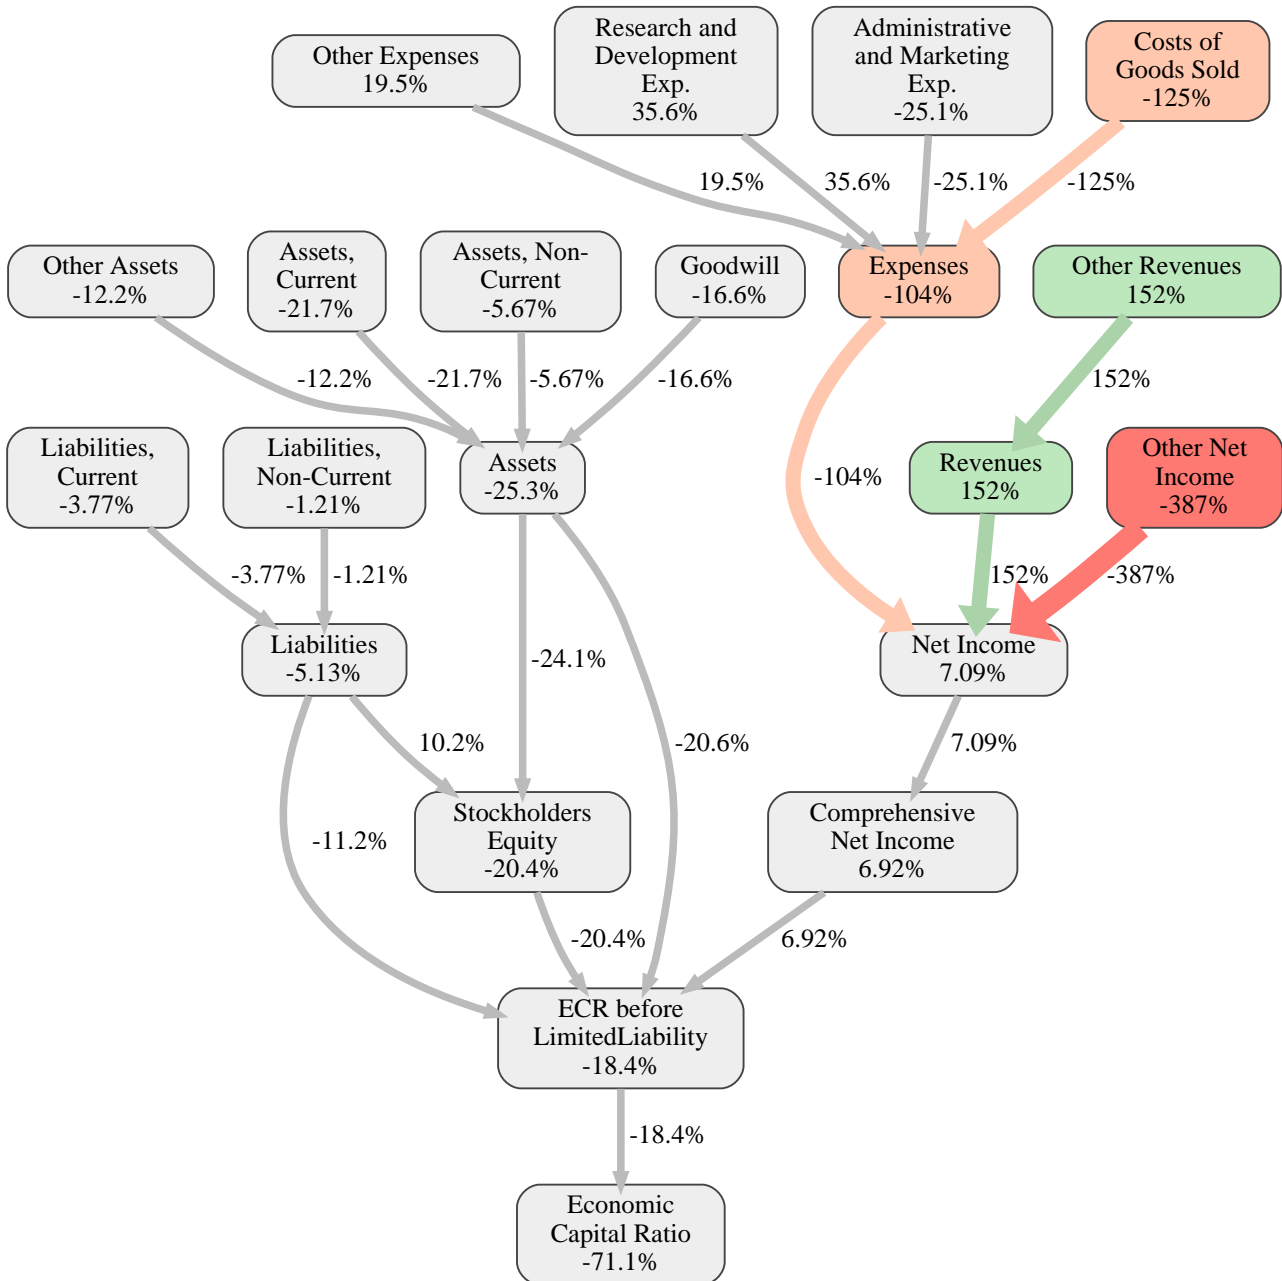 Other Expenses
19.5%
Research and
Development
Exp.
35.6%
Administrative
and Marketing
Exp.
-25.1%
Costs of
Goods Sold
-125%
19.5%
35.6%
-25.1%
-125%
Other Assets
-12.2%
Assets,
Current
-21.7%
Assets, Non-
Current
-5.67%
Goodwill
-16.6%
Expenses
-104%
Other Revenues
152%
-12.2%
-21.7%
-5.67%
-16.6%
152%
Liabilities,
Current
-3.77%
Liabilities,
Non-Current
-1.21%
Assets
-25.3%
-104%
Revenues
152%
Other Net
Income
-387%
-3.77%
-1.21%
152%
-387%
Liabilities
-5.13%
-24.1%
Net Income
7.09%
10.2%
-20.6%
7.09%
-11.2%
Stockholders
Equity
-20.4%
Comprehensive
Net Income
6.92%
-20.4%
6.92%
ECR before
LimitedLiability
-18.4%
-18.4%
Economic
Capital Ratio
-71.1%